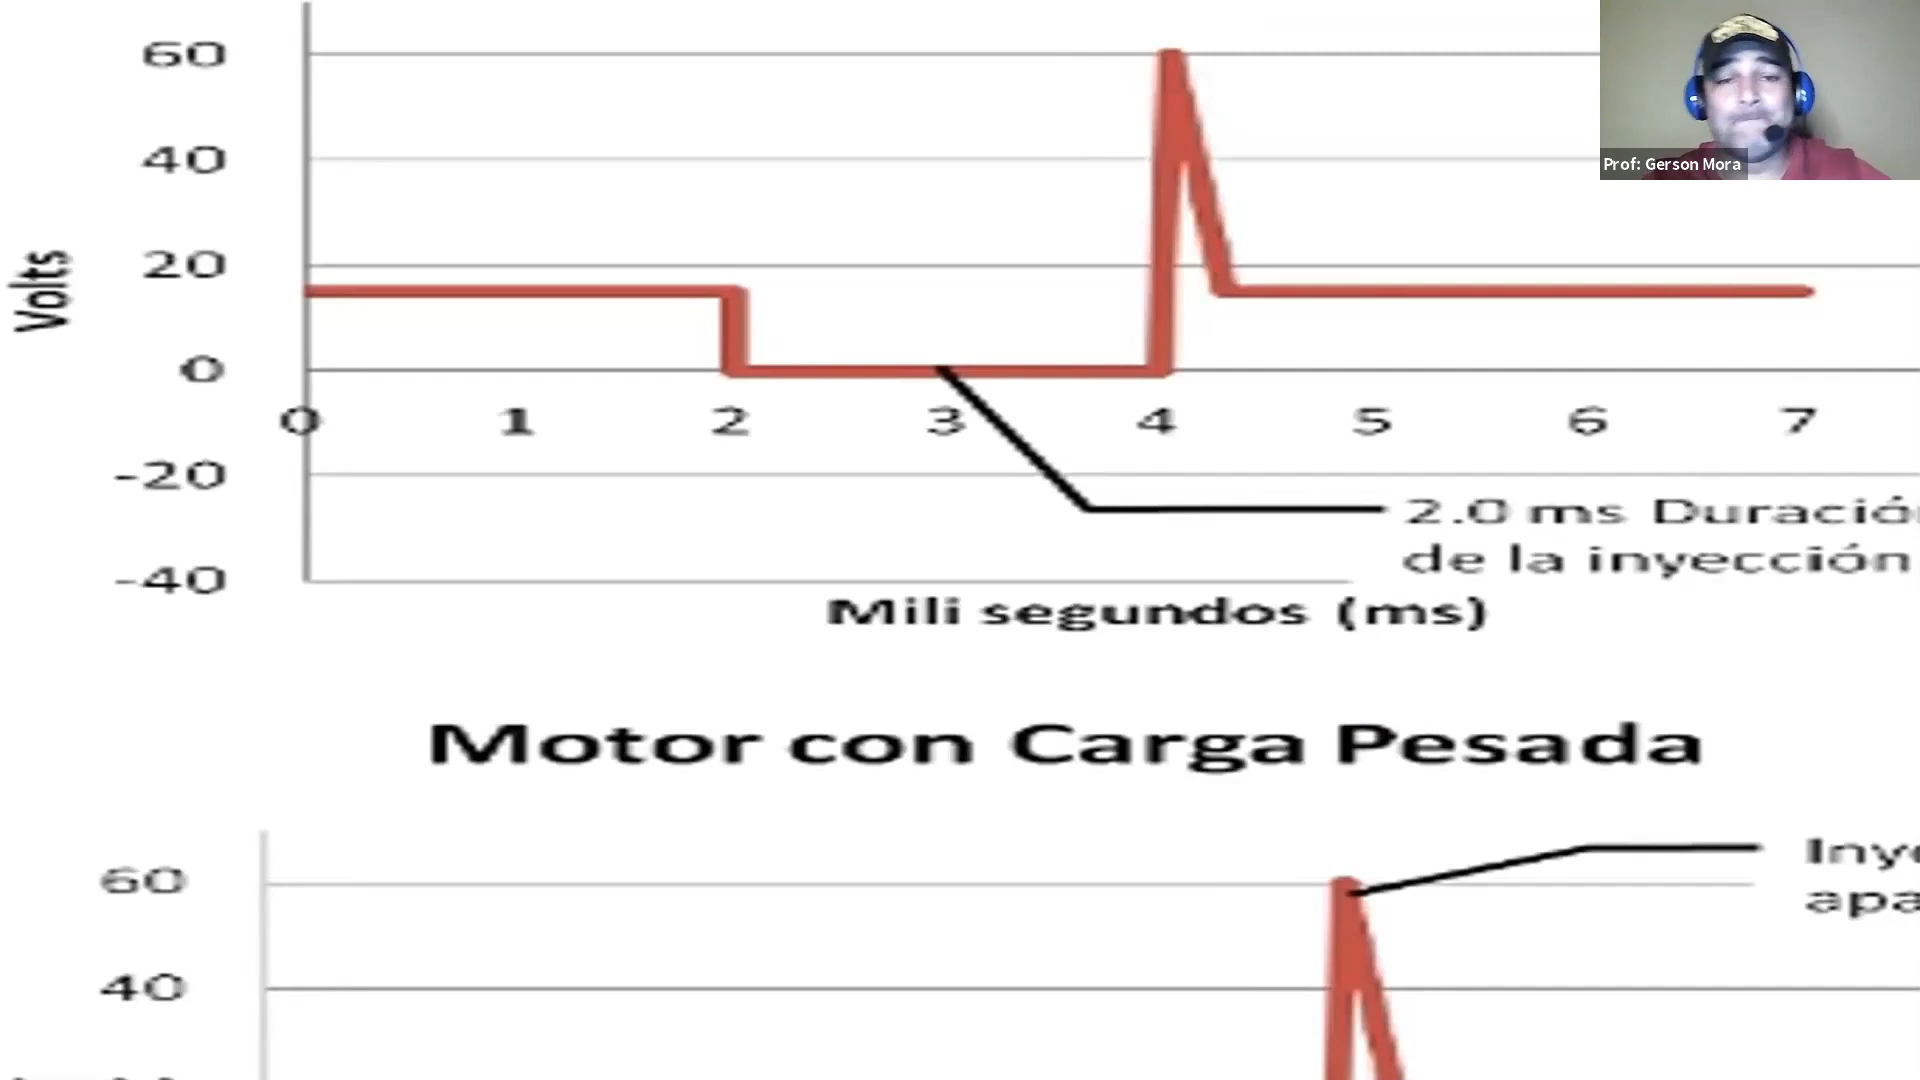 60
Prof: Gerson Mora
40
Volts
20
0
0 1 2 3 4 5 6 7
-20
2.0 ms Duració
de la inyección
-40
Mili segundos (ms)
Motor con Carga Pesada
60
40